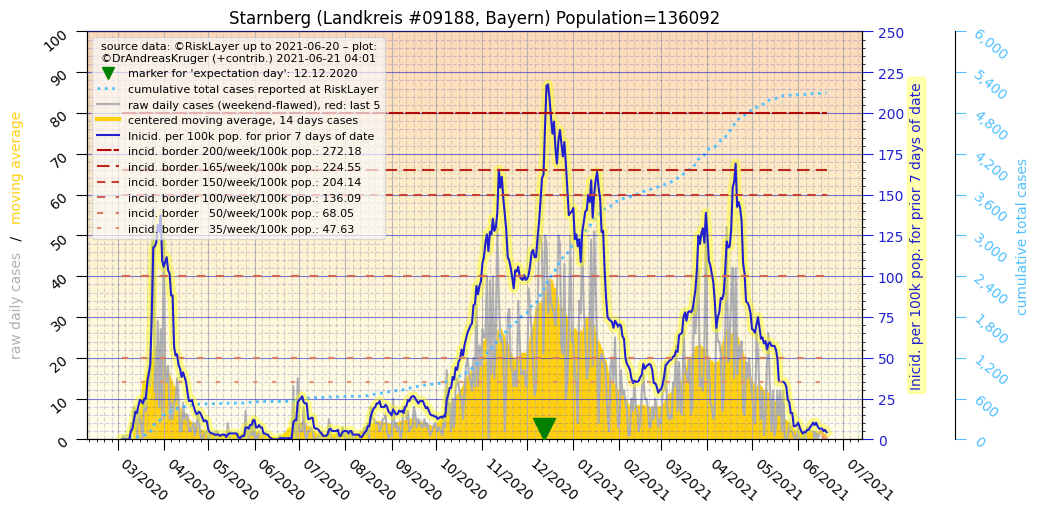 Starnberg (Landkreis #09188, Bayern) Population=136092
source data: ©RiskLayer up to 2021-06-20 – plot:
©DrAndreasKruger (+contrib.) 2021-06-21 04:01
marker for 'expectation day': 12.12.2020
cumulative total cases reported at RiskLayer
raw daily cases (weekend-flawed), red: last 5
centered moving average, 14 days cases
Inicid. per 100k pop. for prior 7 days of date
incid. border 200/week/100k pop.: 272.18
incid. border 165/week/100k pop.: 224.55
incid. border 150/week/100k pop.: 204.14
incid. border 100/week/100k pop.: 136.09
incid. border   50/week/100k pop.: 68.05
incid. border   35/week/100k pop.: 47.63
raw daily cases / moving average
100
90
80
70
60
50
40
30
20
10
0
03/2020
04/2020
05/2020
06/2020
07/2020
08/2020
09/2020
10/2020
11/2020
12/2020
01/2021
02/2021
03/2021
04/2021
05/2021
06/2021
07/2021
250
225
200
175
150
125
100
75
50
25
0
Inicid. per 100k pop. for prior 7 days of date
6,000
5,400
4,800
4,200
3,600
3,000
2,400
1,800
1,200
600
0
cumulative total cases